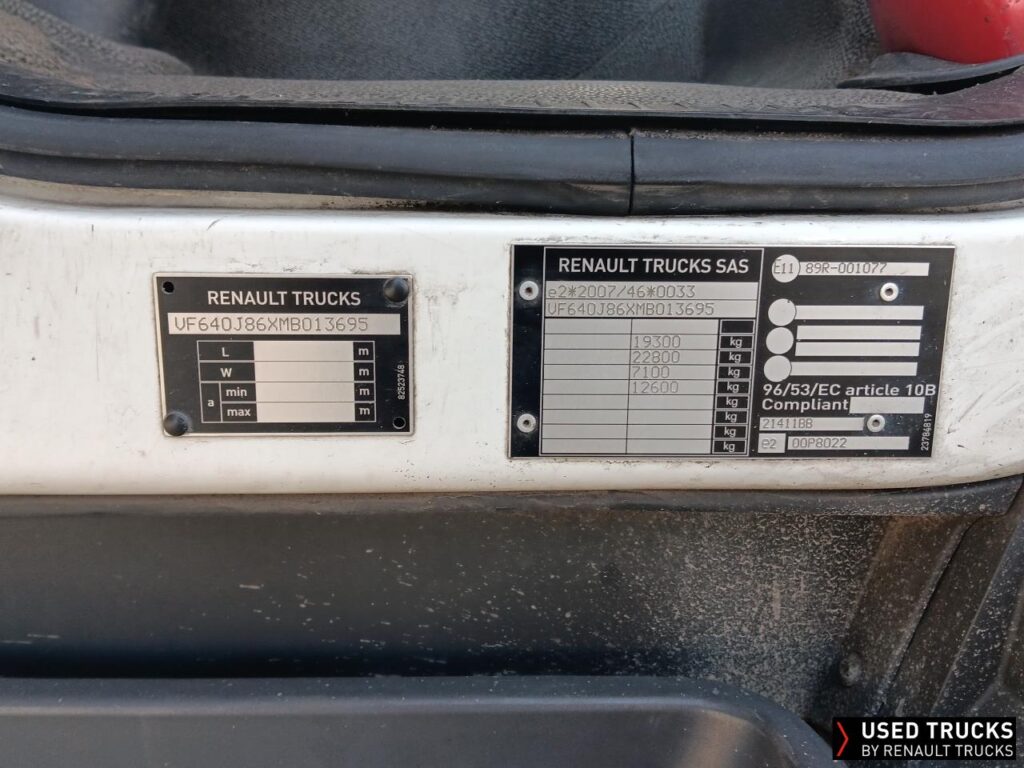 RENAULT TRUCKS
VF640J86XMB013695
L m
W m
a min m
max m
82523748
RENAULT TRUCKS SAS
e2*2007/46*0033
VF640J86XMB013695
19300 kg
22800 kg
7100 kg
12600 kg
kg
kg
kg
kg
E11 89R-001077
96/53/EC article 10B
Compliant
21411BB
e2 00P8022
23784819
USED TRUCKS
BY RENAULT TRUCKS